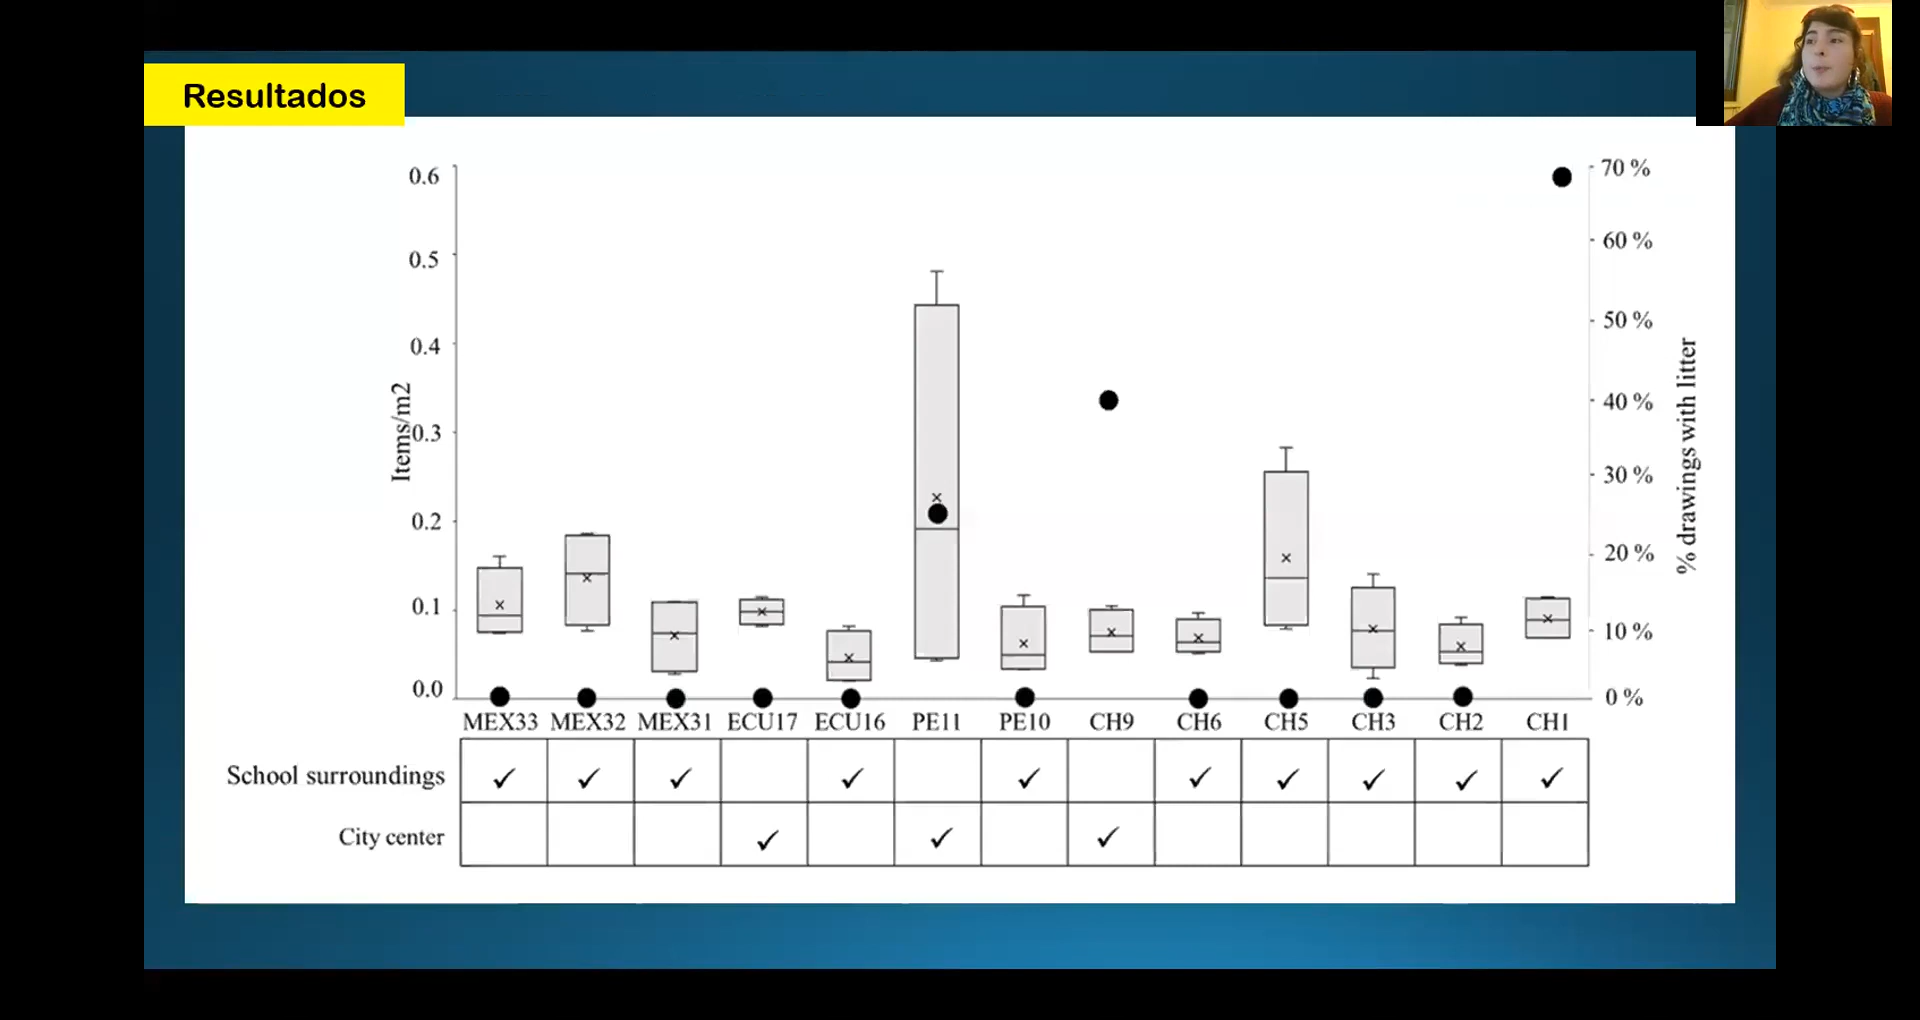 Resultados
0.6
0.5
0.4
0.3
0.2
0.1
0.0
Items/m2
70 %
60 %
50 %
40 %
30 %
20 %
10 %
0 %
% drawings with litter
MEX33 MEX32 MEX31 ECU17 ECU16 PE11 PE10 CH9 CH6 CH5 CH3 CH2 CH1
School surroundings ✓ ✓ ✓ ✓ ✓ ✓ ✓ ✓ ✓ ✓
City center ✓ ✓ ✓